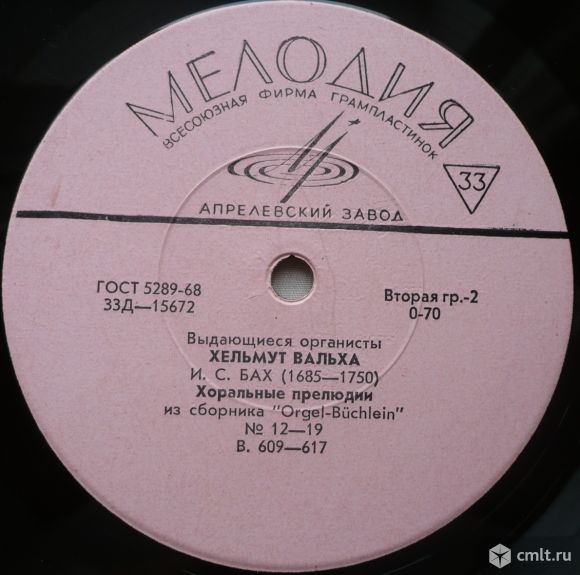 МЕЛОДИЯ
ВСЕСОЮЗНАЯ ФИРМА ГРАМПЛАСТИНОК
33
АПРЕЛЕВСКИЙ ЗАВОД
ГОСТ 5289-68
33Д—15672
Вторая гр.-2
0-70
Выдающиеся органисты
ХЕЛЬМУТ ВАЛЬХА
И. С. БАХ (1685—1750)
Хоральные прелюдии
из сборника "Orgel-Büchlein"
№ 12—19
В. 609—617
cmlt.ru